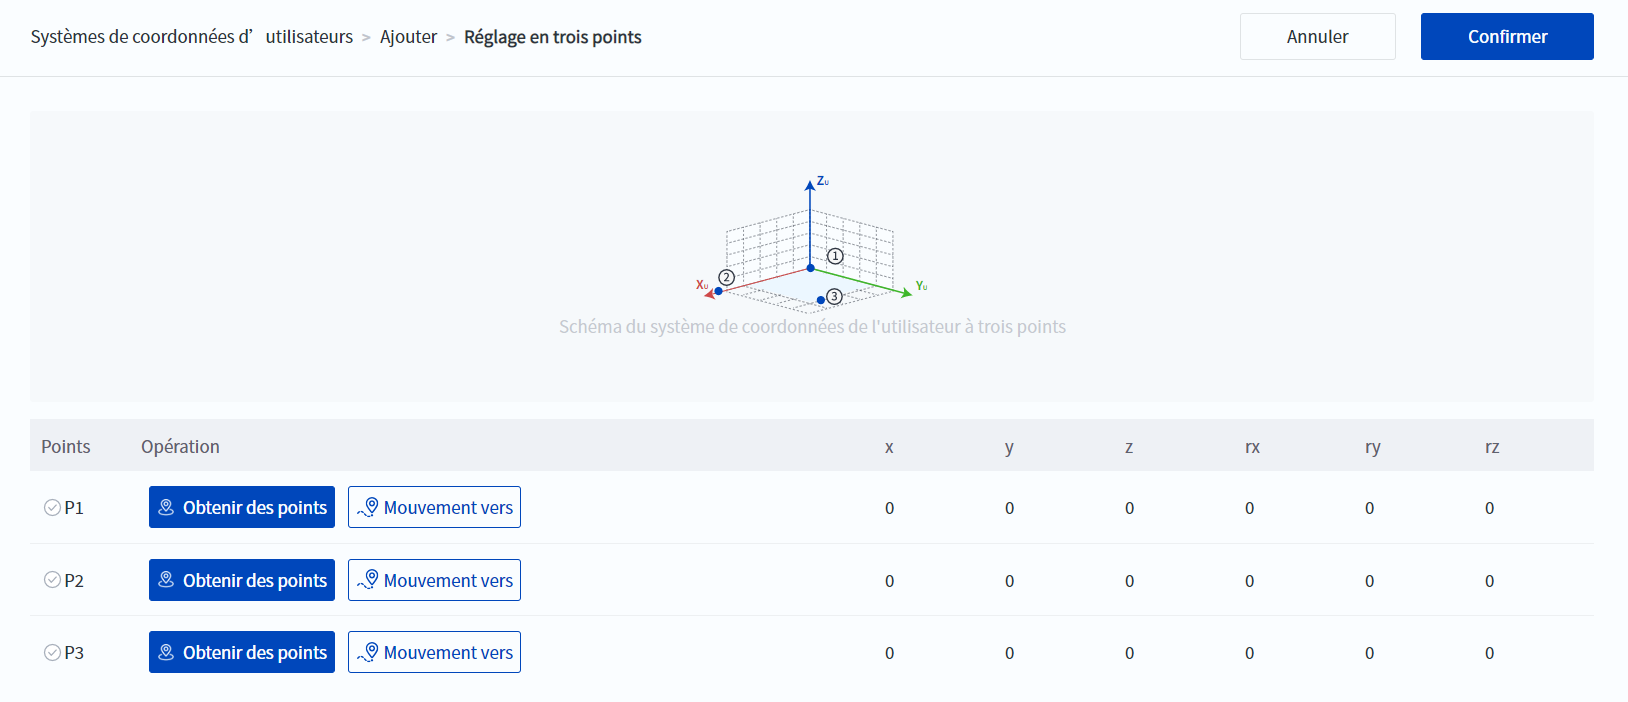 Systèmes de coordonnées d’ utilisateurs > Ajouter > Réglage en trois points
Annuler
Confirmer
ZU
1
2
XU
YU
3
Schéma du système de coordonnées de l'utilisateur à trois points
Points Opération x y z rx ry rz
P1 Obtenir des points Mouvement vers 0 0 0 0 0 0
P2 Obtenir des points Mouvement vers 0 0 0 0 0 0
P3 Obtenir des points Mouvement vers 0 0 0 0 0 0